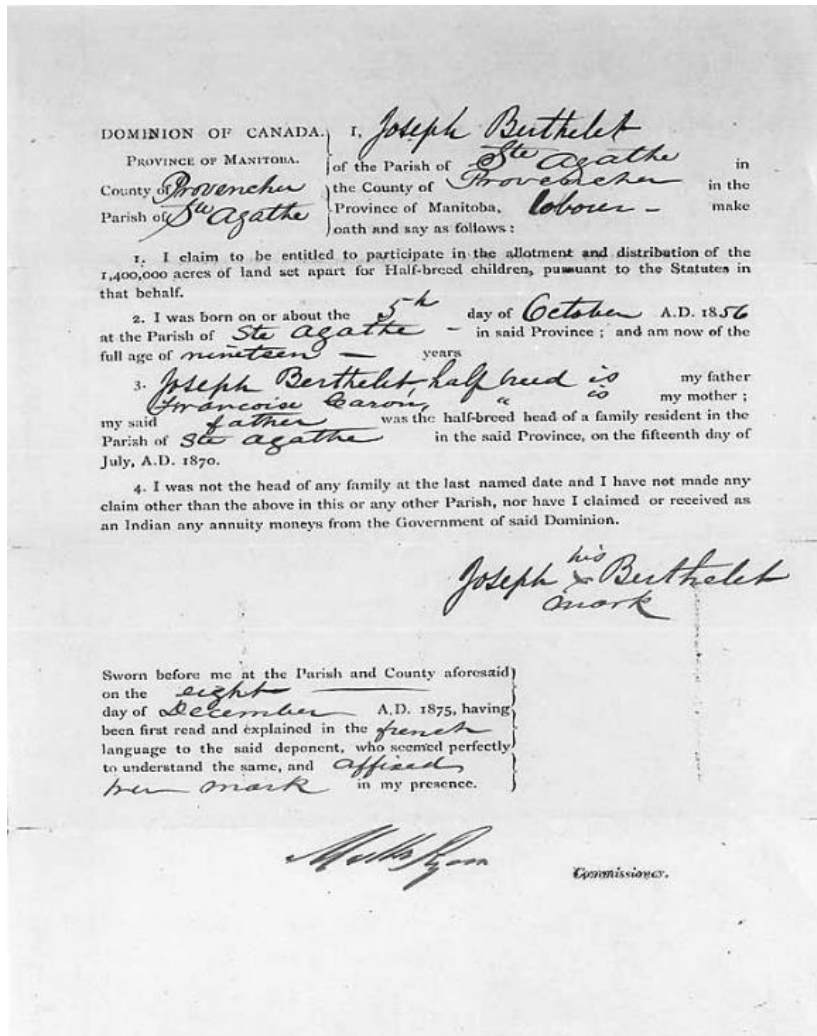 DOMINION OF CANADA. I, Joseph Berthelet
PROVINCE OF MANITOBA. of the Parish of Ste Agathe in
County of Provencher the County of Provencher in the
Parish of Ste Agathe Province of Manitoba, labour - make
oath and say as follows:
1. I claim to be entitled to participate in the allotment and distribution of the
1,400,000 acres of land set apart for Half-breed children, pursuant to the Statutes in
that behalf.
2. I was born on or about the 5th day of October A.D. 1856
at the Parish of Ste Agathe - in said Province; and am now of the
full age of nineteen - years
3. Joseph Berthelet, half breed is my father
Francoise Caron, " is my mother;
my said father was the half-breed head of a family resident in the
Parish of Ste Agathe in the said Province, on the fifteenth day of
July, A.D. 1870.
4. I was not the head of any family at the last named date and I have not made any
claim other than the above in this or any other Parish, nor have I claimed or received as
an Indian any annuity moneys from the Government of said Dominion.
his
Joseph x Berthelet
mark
Sworn before me at the Parish and County aforesaid
on the eight
day of December A.D. 1875, having
been first read and explained in the french
language to the said deponent, who seemed perfectly
to understand the same, and affixed
mark in my presence.
Ryan
Commissioner.